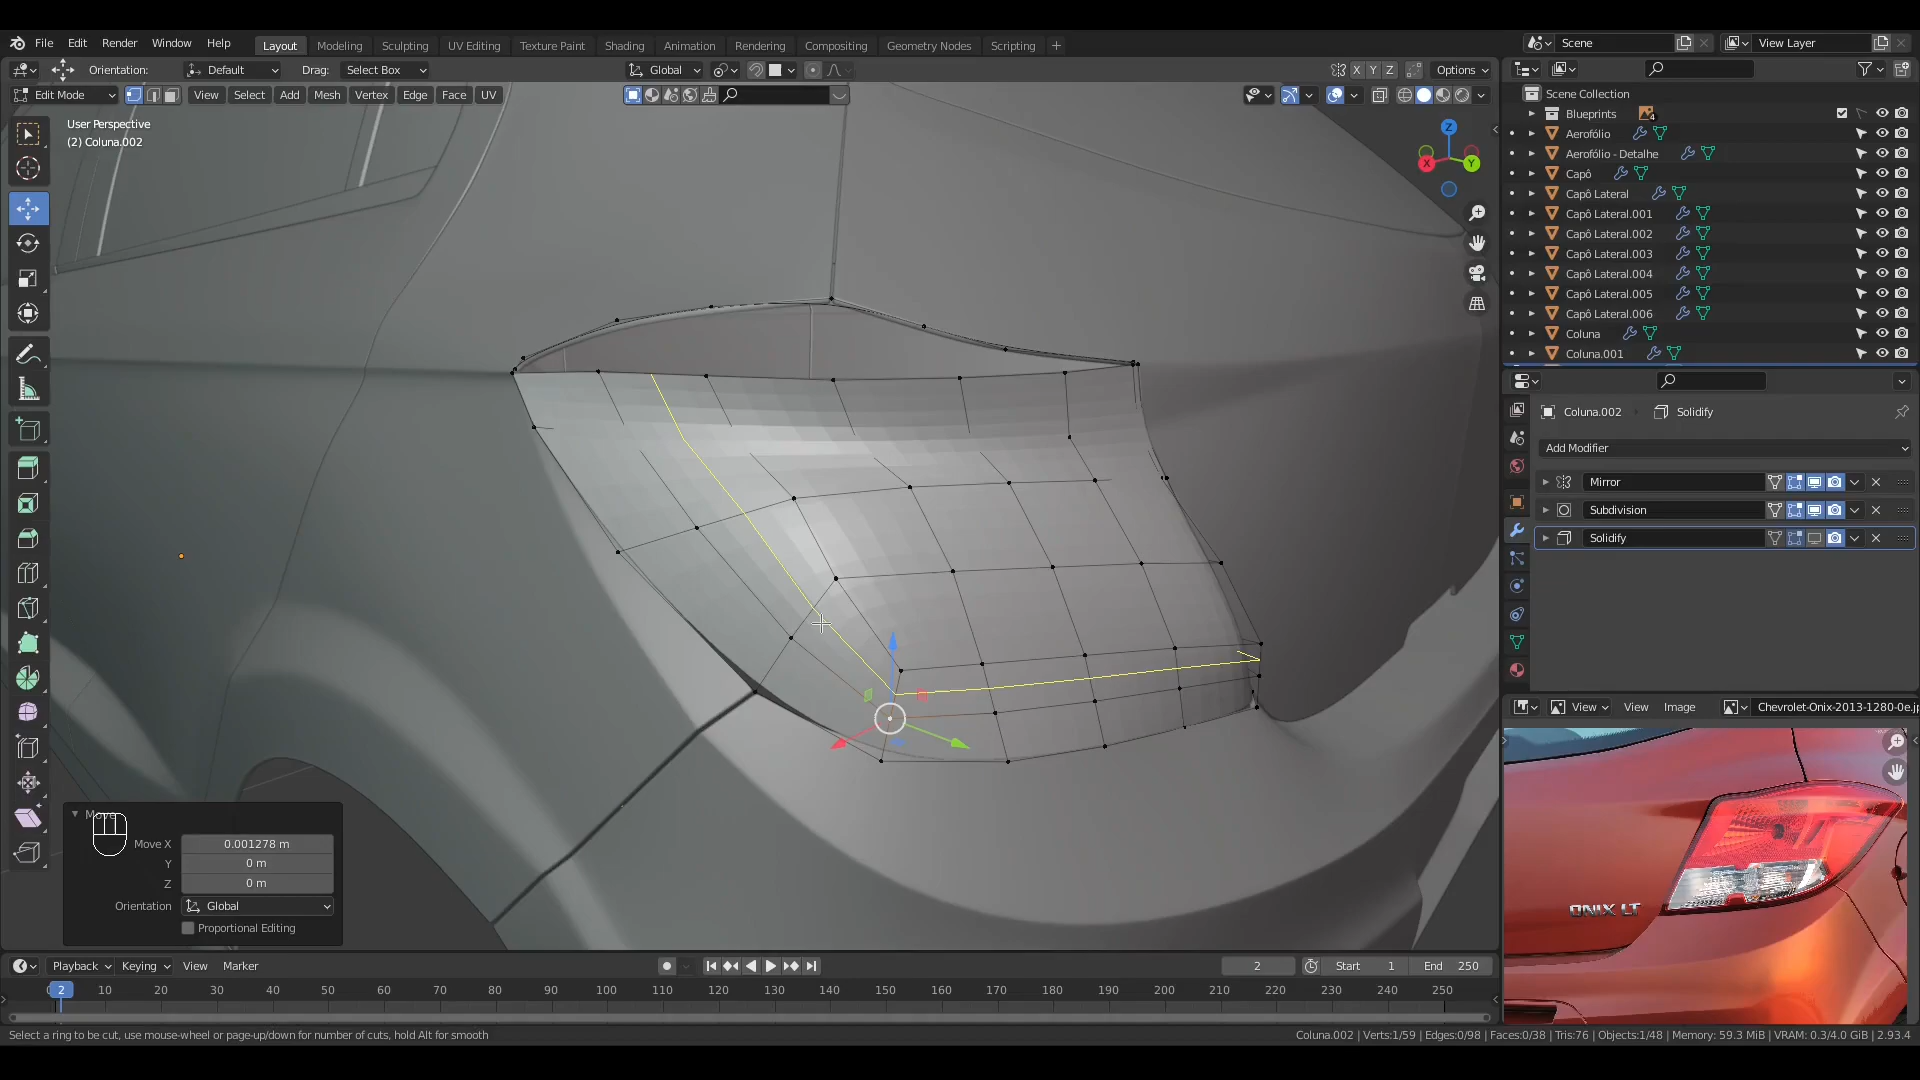 File Edit Render Window Help Layout Modeling Sculpting UV Editing Texture Paint Shading Animation Rendering Compositing Geometry Nodes Scripting + Scene View Layer
Orientation: Default Drag: Select Box Global X Y Z Options
Edit Mode View Select Add Mesh Vertex Edge Face UV
User Perspective
(2) Coluna.002
Z
X
Y
Scene Collection
Blueprints 4
Aerofólio
Aerofólio - Detalhe
Capô
Capô Lateral
Capô Lateral.001
Capô Lateral.002
Capô Lateral.003
Capô Lateral.004
Capô Lateral.005
Capô Lateral.006
Coluna
Coluna.001
Coluna.002 Solidify
Add Modifier
Mirror
Subdivision
Solidify
View View Image Chevrolet-Onix-2013-1280-0e.jp
ONIX LT
Move
Move X 0.001278 m
Y 0 m
Z 0 m
Orientation Global
Proportional Editing
Playback Keying View Marker 2 Start 1 End 250
2 10 20 30 40 50 60 70 80 90 100 110 120 130 140 150 160 170 180 190 200 210 220 230 240 250
Select a ring to be cut, use mouse-wheel or page-up/down for number of cuts, hold Alt for smooth
Coluna.002 | Verts:1/59 | Edges:0/98 | Faces:0/38 | Tris:76 | Objects:1/48 | Memory: 59.3 MiB | VRAM: 0.3/4.0 GiB | 2.93.4